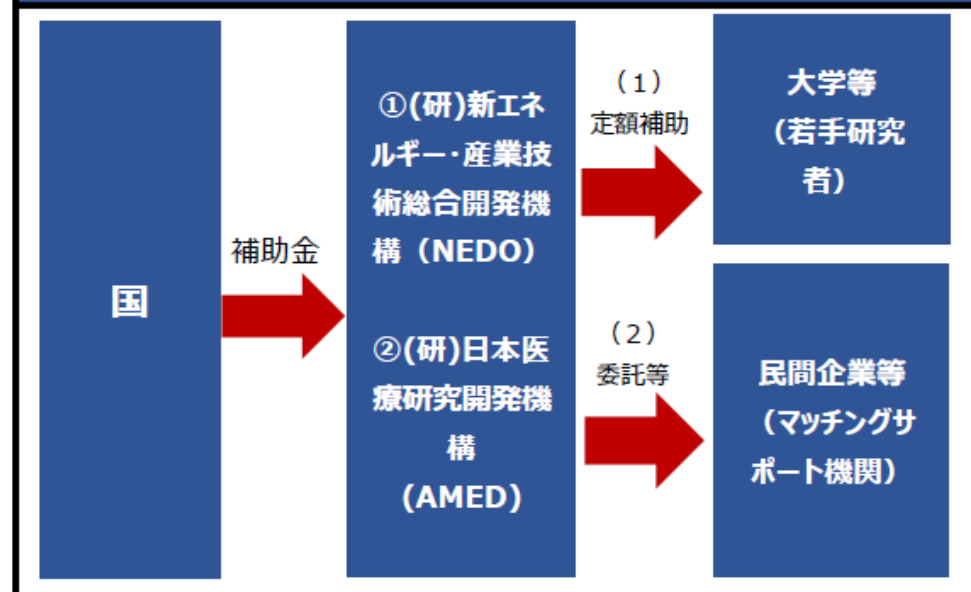 国
補助金
①(研)新エネ
ルギー・産業技
術総合開発機
構（NEDO）
②(研)日本医
療研究開発機
構
（AMED）
（１）
定額補助
大学等
（若手研究
者）
（２）
委託等
民間企業等
（マッチングサ
ポート機関）